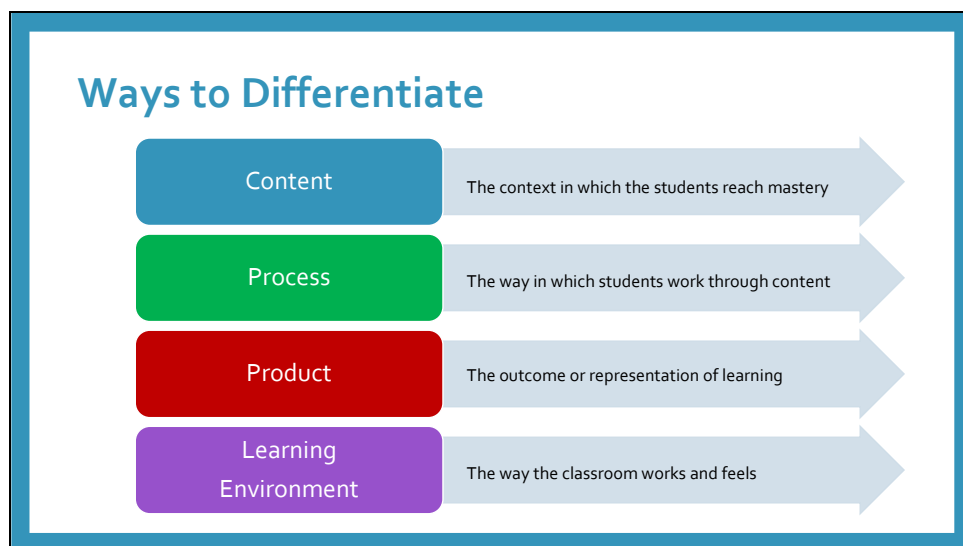 Ways to Differentiate
Content
The context in which the students reach mastery
Process
The way in which students work through content
Product
The outcome or representation of learning
Learning
Environment
The way the classroom works and feels